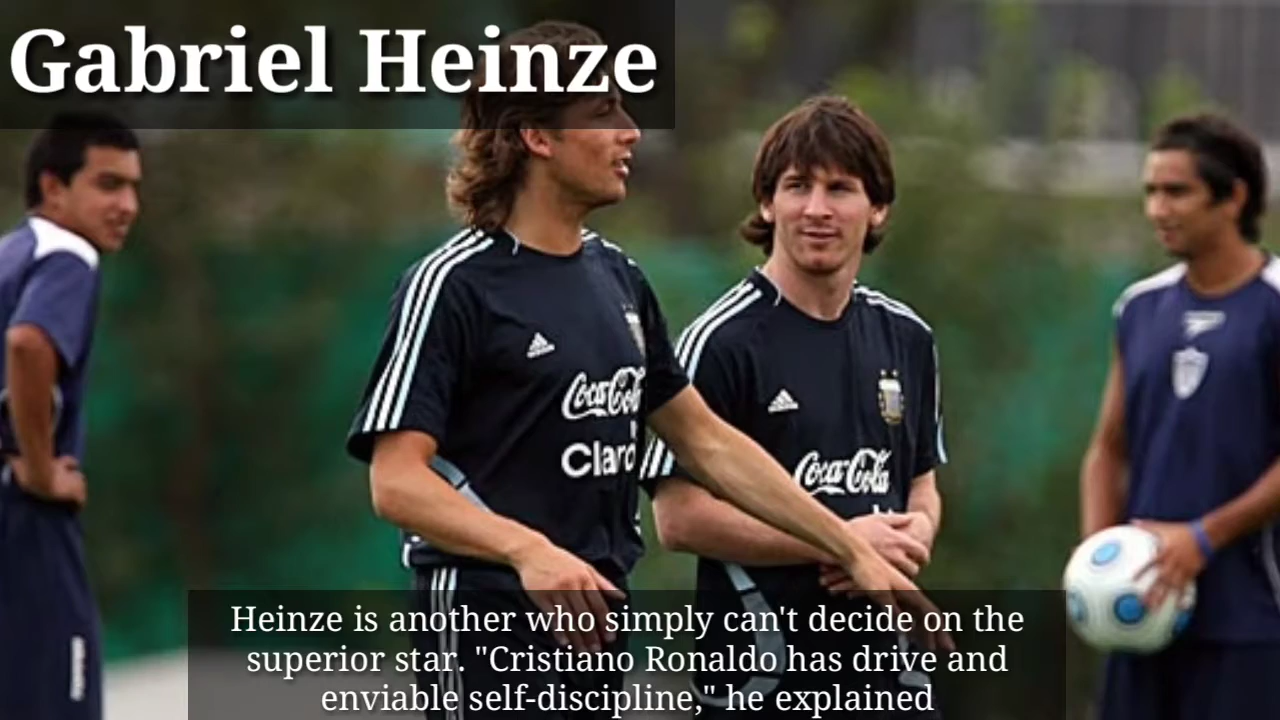 Gabriel Heinze
Coca-Cola
Claro
Coca-Cola
Heinze is another who simply can't decide on the
superior star. "Cristiano Ronaldo has drive and
enviable self-discipline," he explained